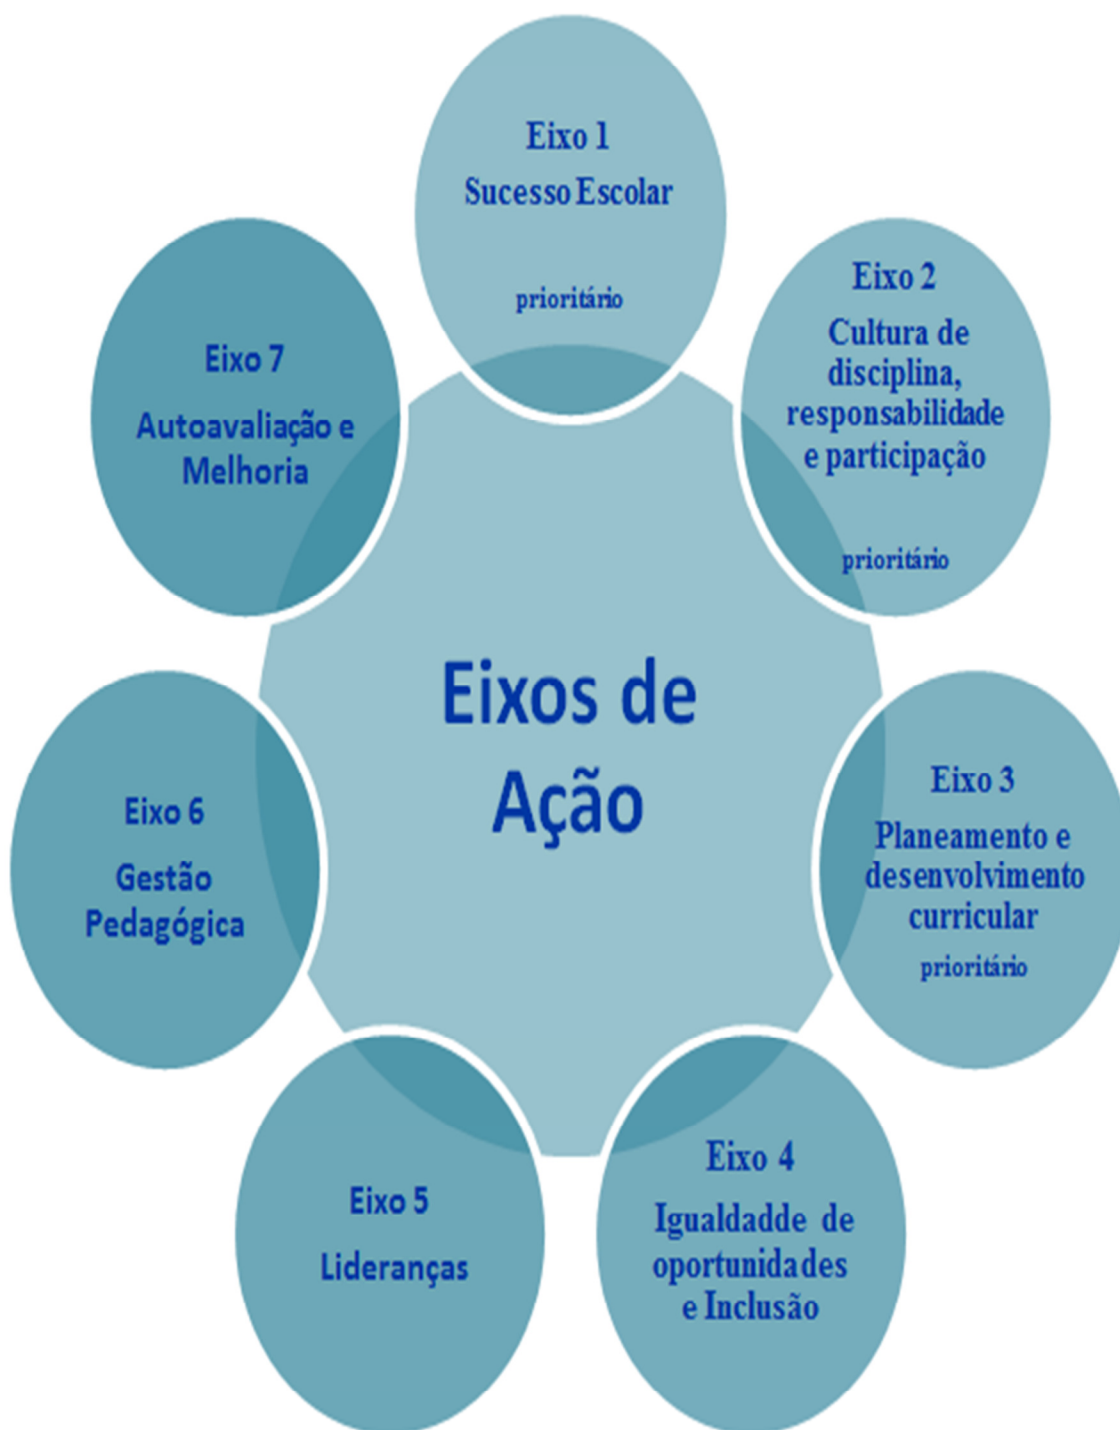 Eixo 1
Sucesso Escolar
prioritário
Eixo 2
Cultura de
disciplina,
responsabilidade
e participação
prioritário
Eixo 3
Planeamento e
desenvolvimento
curricular
prioritário
Eixo 4
Igualdadde de
oportunidades
e Inclusão
Eixo 5
Lideranças
Eixo 6
Gestão
Pedagógica
Eixo 7
Autoavaliação e
Melhoria
Eixos de
Ação